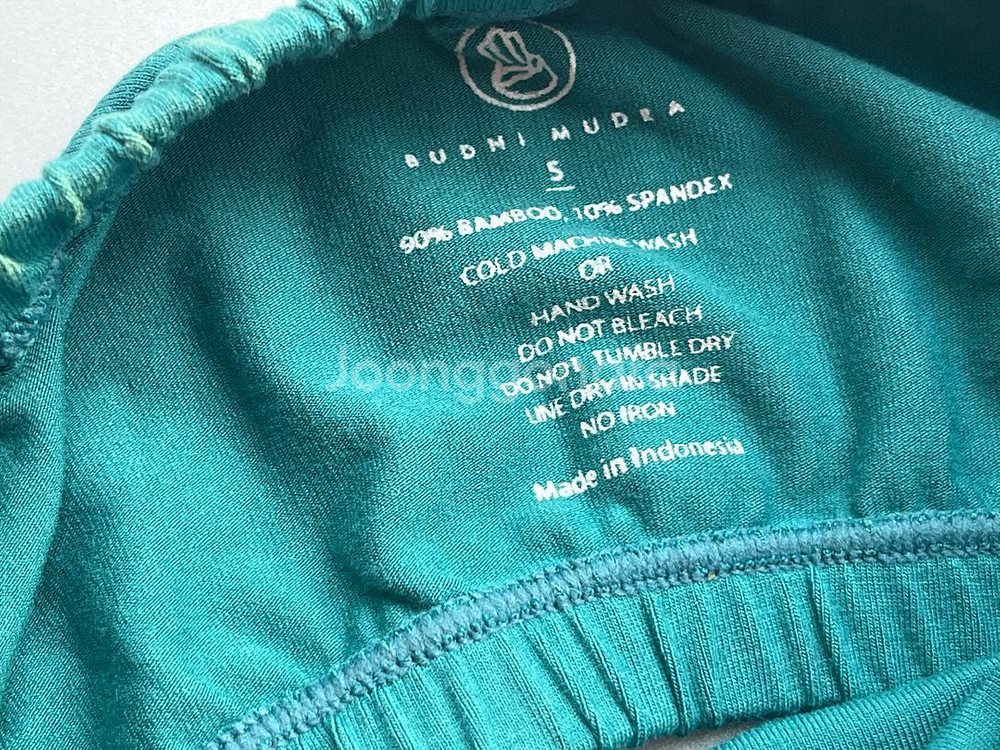 BUDHI MUDRA
S
90% BAMBOO, 10% SPANDEX
COLD MACHINE WASH
OR
HAND WASH
DO NOT BLEACH
DO NOT TUMBLE DRY
LINE DRY IN SHADE
NO IRON
Made in Indonesia
Joonggonara